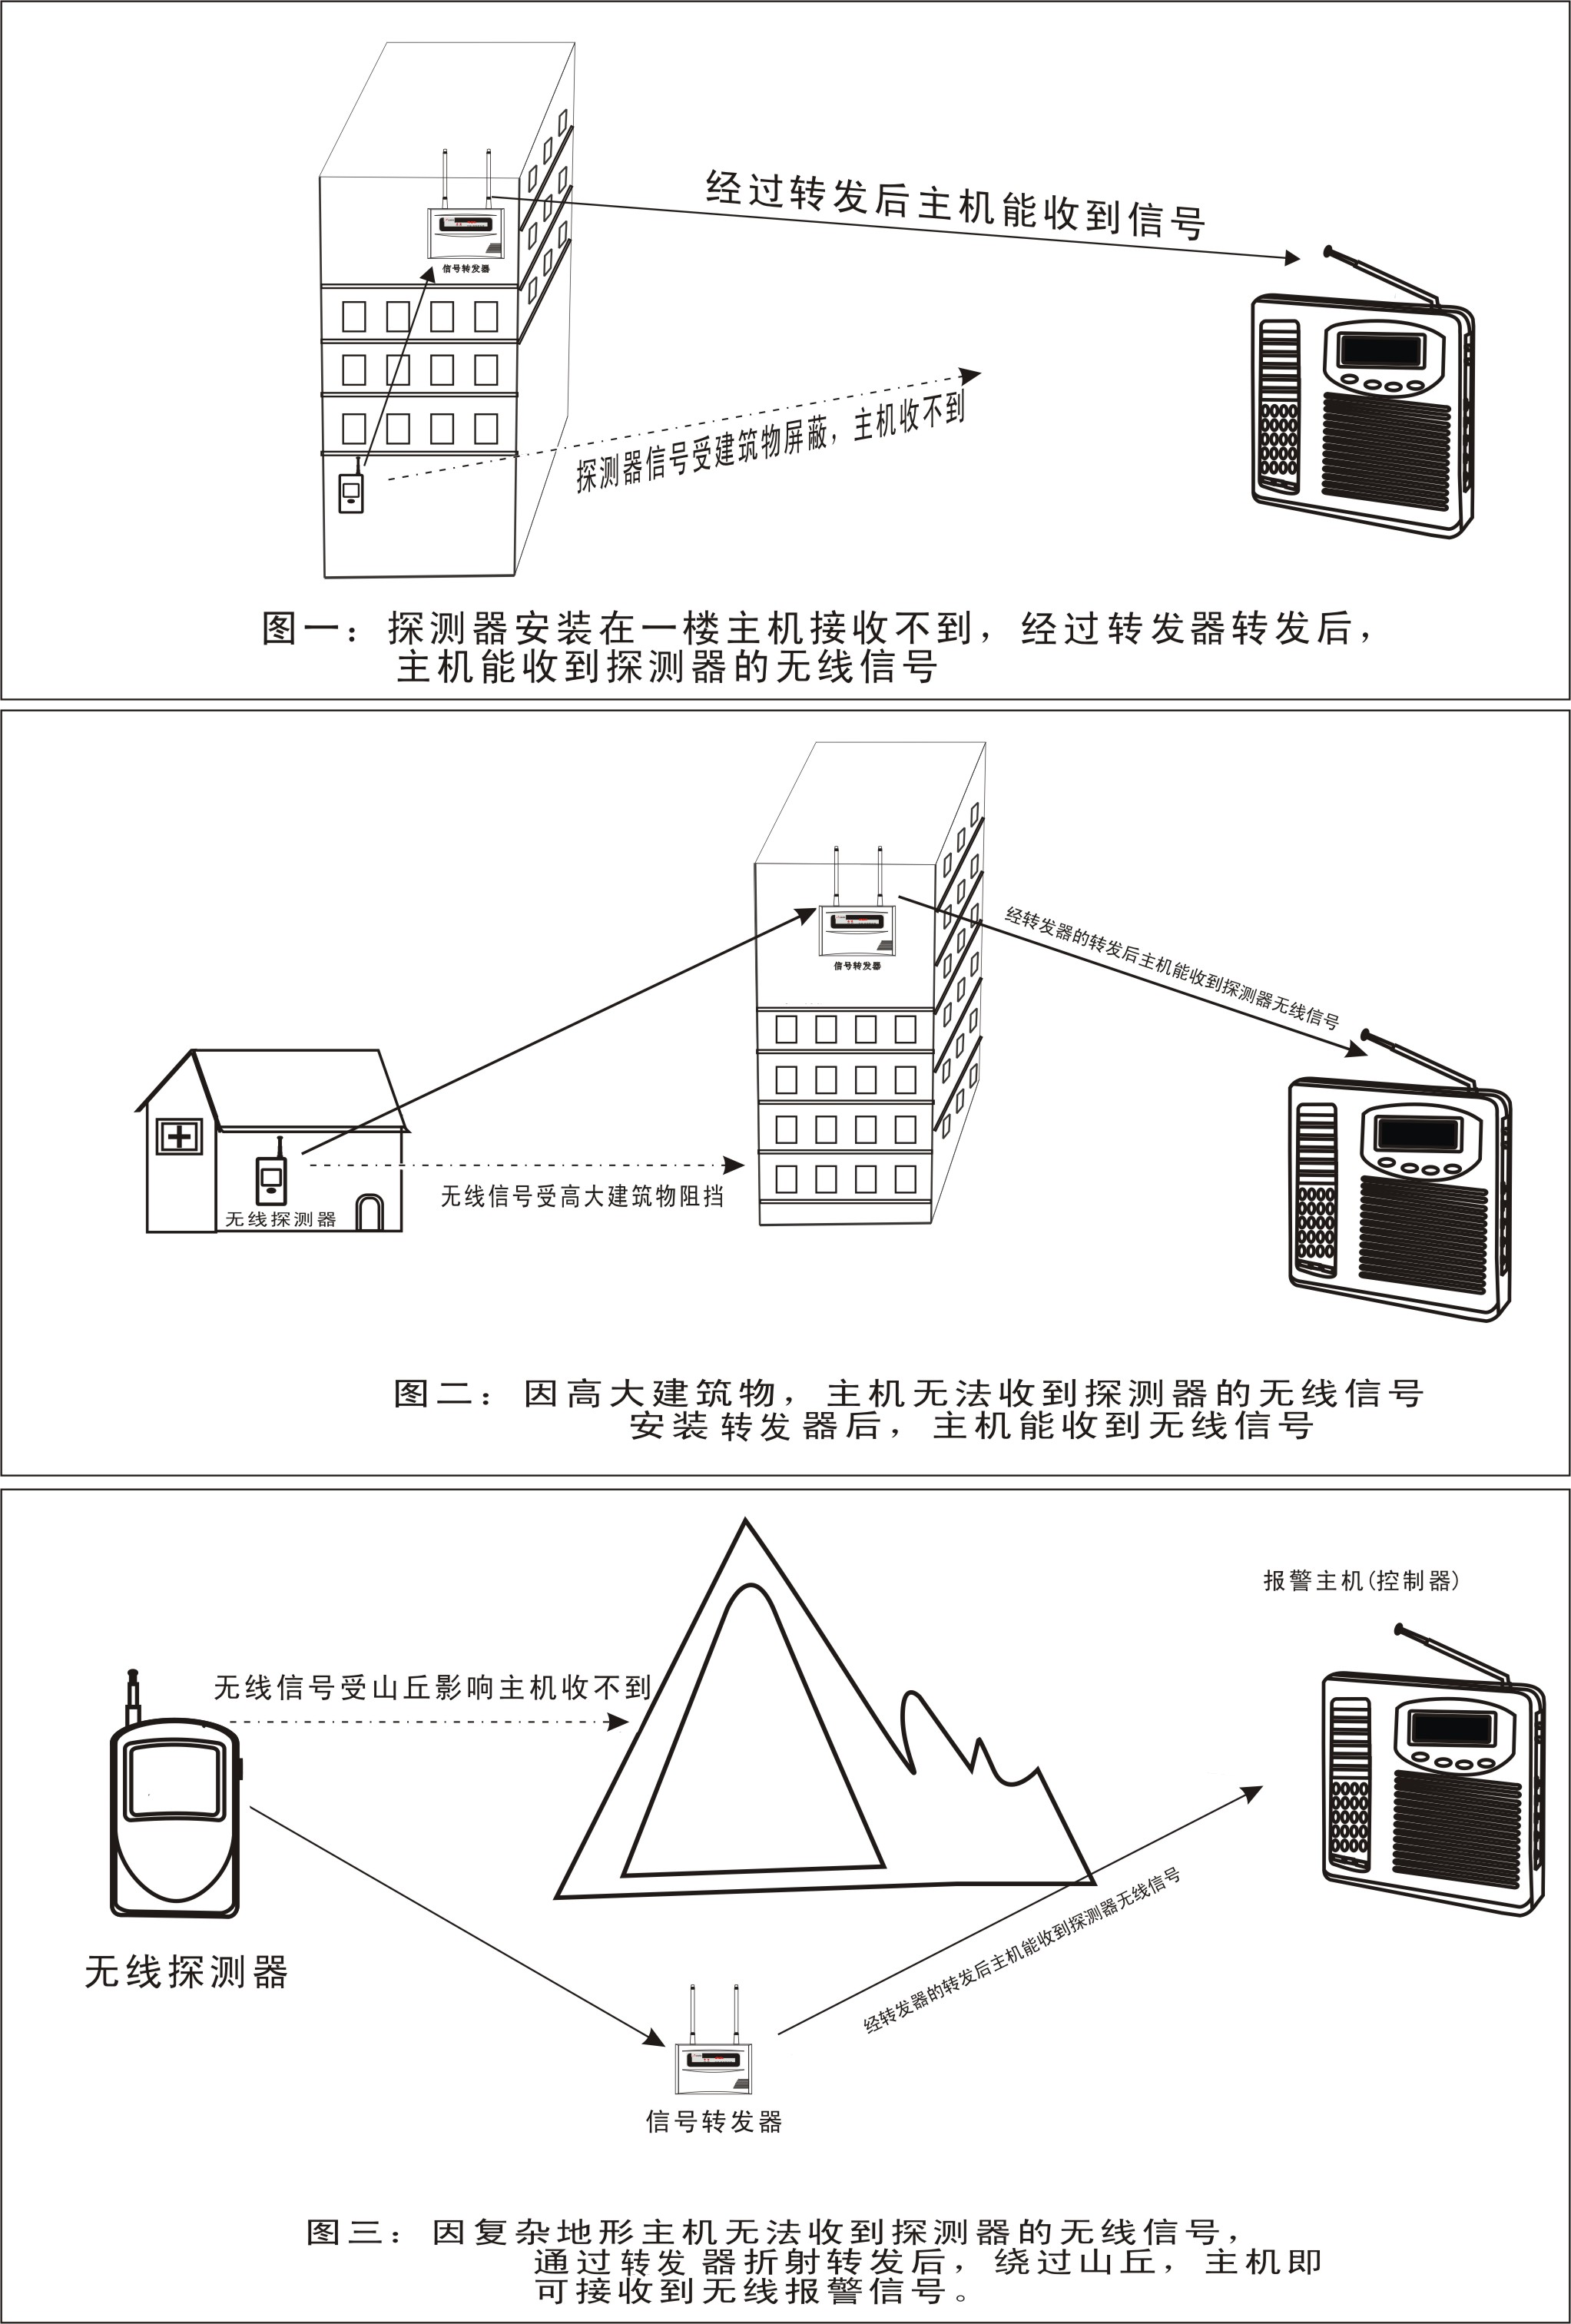 经过转发后主机能收到信号
信号转发器
探测器信号受建筑物屏蔽，主机收不到
图一：探测器安装在一楼主机接收不到，经过转发器转发后，
主机能收到探测器的无线信号
经转发器的转发后主机能收到探测器无线信号
信号转发器
无线信号受高大建筑物阻挡
无线探测器
图二：因高大建筑物，主机无法收到探测器的无线信号
安装转发器后，主机能收到无线信号
报警主机(控制器)
无线信号受山丘影响主机收不到
经转发器的转发后主机能收到探测器无线信号
无线探测器
信号转发器
图三：因复杂地形主机无法收到探测器的无线信号，
通过转发器折射转发后，绕过山丘，主机即
可接收到无线报警信号。